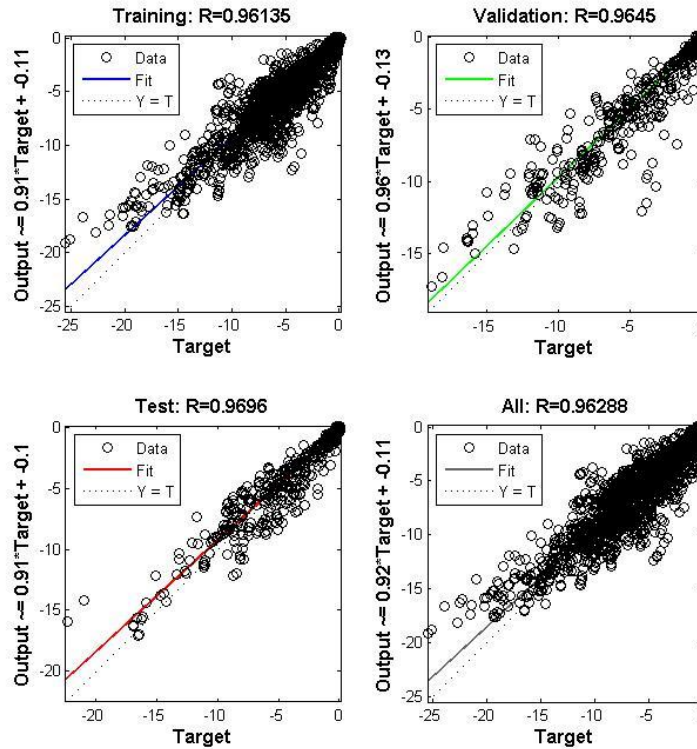 Training: R=0.96135
Output ~= 0.91*Target + -0.11
0
-5
-10
-15
-20
-25
Data
Fit
Y = T
-25 -20 -15 -10 -5 0
Target
Validation: R=0.9645
Output ~= 0.96*Target + -0.13
-5
-10
-15
Data
Fit
Y = T
-15 -10 -5
Target
Test: R=0.9696
Output ~= 0.91*Target + -0.1
0
-5
-10
-15
-20
Data
Fit
Y = T
-20 -15 -10 -5 0
Target
All: R=0.96288
Output ~= 0.92*Target + -0.11
0
-5
-10
-15
-20
-25
Data
Fit
Y = T
-25 -20 -15 -10 -5
Target